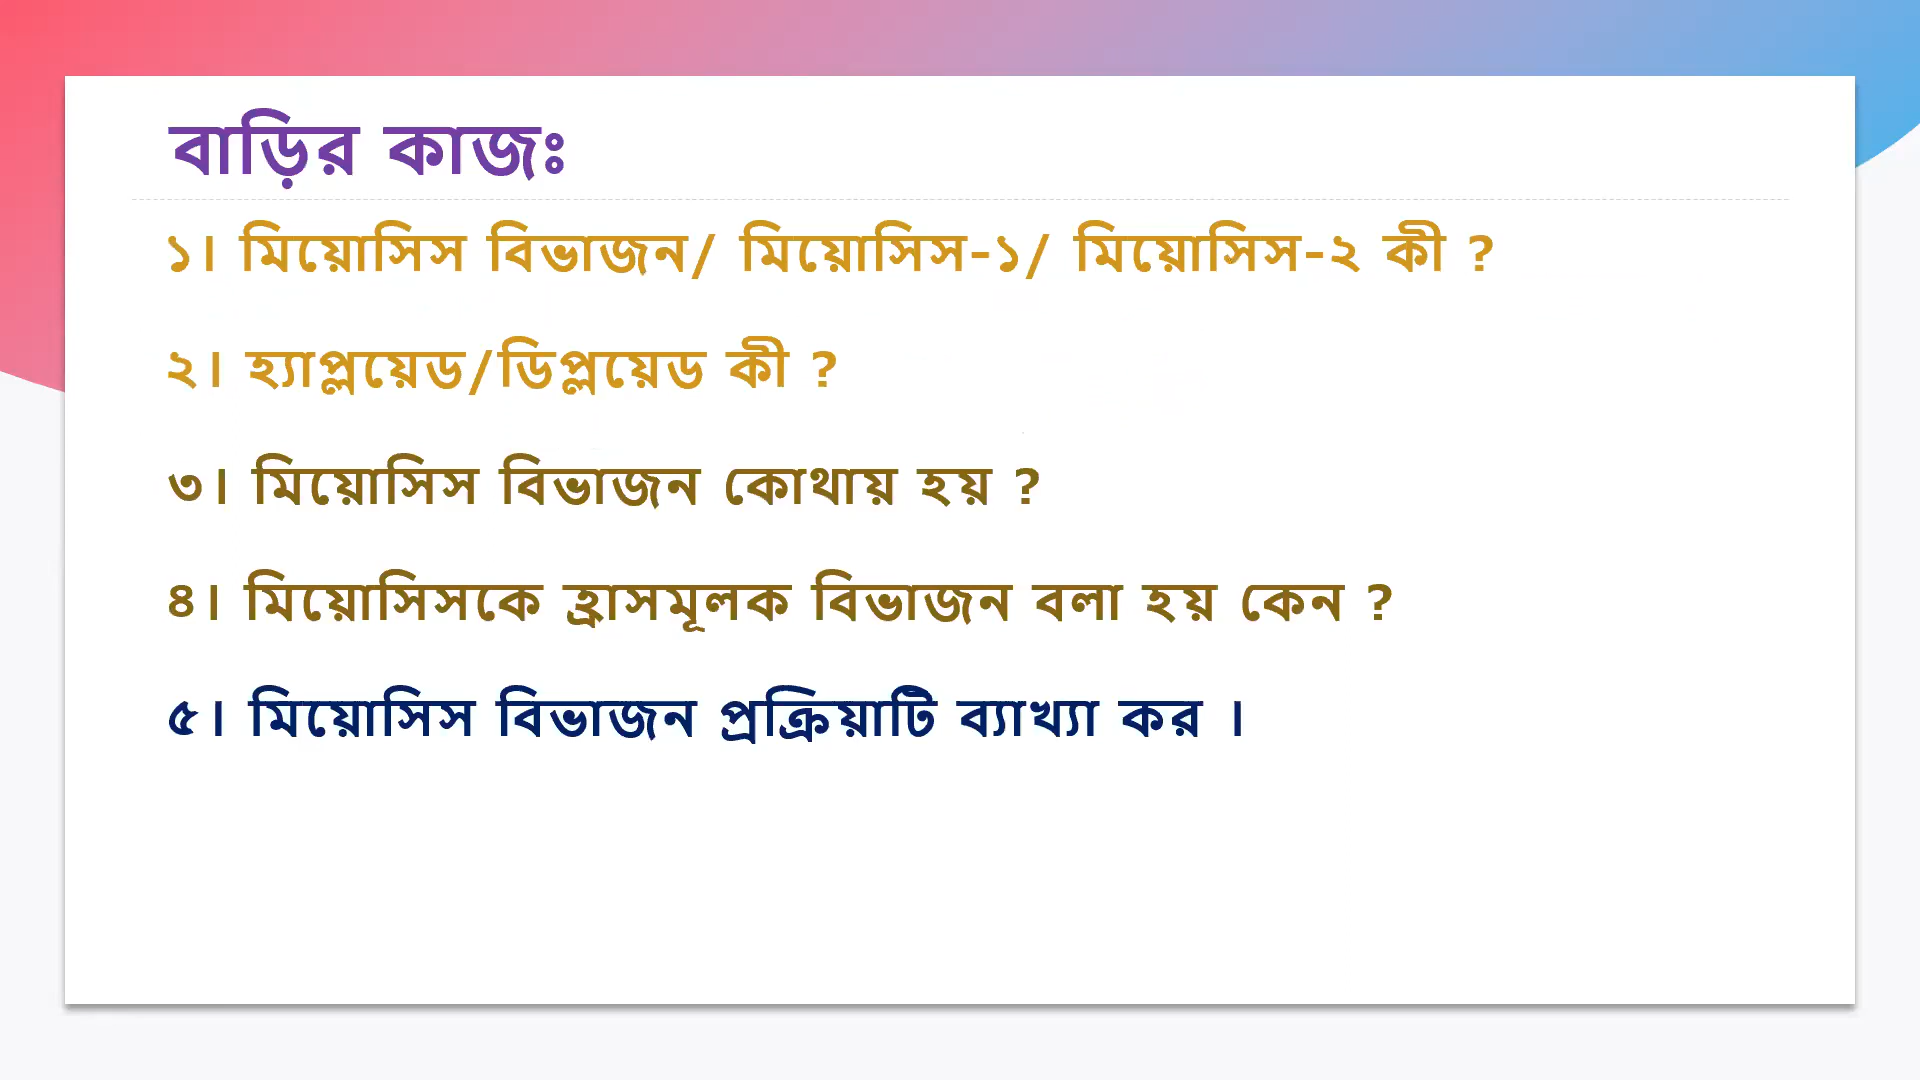 বাড়ির কাজঃ
১। মিয়োসিস বিভাজন/ মিয়োসিস-১/ মিয়োসিস-২ কী ?
২। হ্যাপ্লয়েড/ডিপ্লয়েড কী ?
৩। মিয়োসিস বিভাজন কোথায় হয় ?
৪। মিয়োসিসকে হ্রাসমূলক বিভাজন বলা হয় কেন ?
৫। মিয়োসিস বিভাজন প্রক্রিয়াটি ব্যাখ্যা কর ।